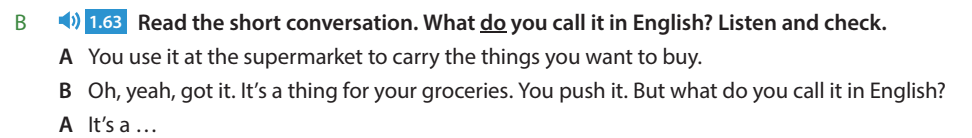 B 1.63 Read the short conversation. What do you call it in English? Listen and check.
A You use it at the supermarket to carry the things you want to buy.
B Oh, yeah, got it. It's a thing for your groceries. You push it. But what do you call it in English?
A It's a …